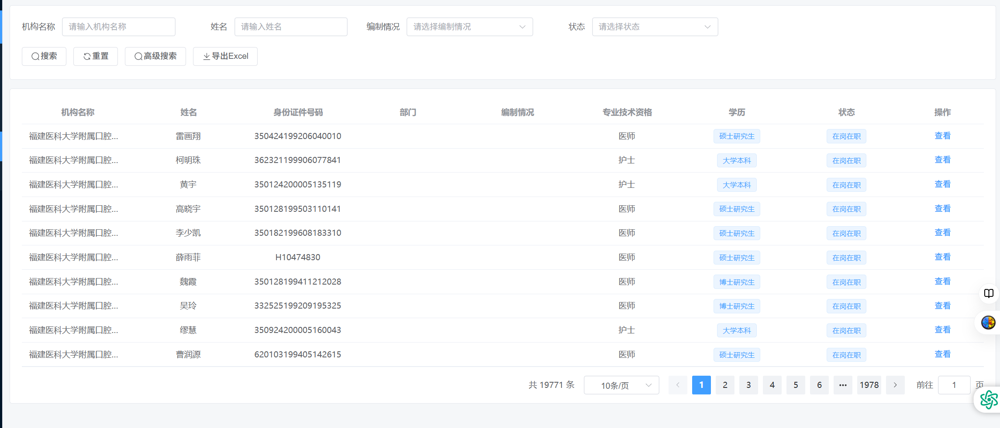 机构名称 请输入机构名称 姓名 请输入姓名 编制情况 请选择编制情况 状态 请选择状态
搜索 重置 高级搜索 导出Excel
机构名称 姓名 身份证件号码 部门 编制情况 专业技术资格 学历 状态 操作
福建医科大学附属口腔... 雷画翔 350424199206040010 医师 硕士研究生 在岗在职 查看
福建医科大学附属口腔... 柯明珠 362321199906077841 护士 大学本科 在岗在职 查看
福建医科大学附属口腔... 黄宇 350124200005135119 护士 大学本科 在岗在职 查看
福建医科大学附属口腔... 高晓宇 350128199503110141 医师 硕士研究生 在岗在职 查看
福建医科大学附属口腔... 李少凯 350182199608183310 医师 硕士研究生 在岗在职 查看
福建医科大学附属口腔... 薛雨菲 H10474830 医师 硕士研究生 在岗在职 查看
福建医科大学附属口腔... 魏霞 350128199411212028 医师 博士研究生 在岗在职 查看
福建医科大学附属口腔... 吴玲 332525199209195325 医师 博士研究生 在岗在职 查看
福建医科大学附属口腔... 缪慧 350924200005160043 护士 大学本科 在岗在职 查看
福建医科大学附属口腔... 曹润源 620103199405142615 医师 硕士研究生 在岗在职 查看
共 19771 条 10条/页 1 2 3 4 5 6 ... 1978 前往 1 页